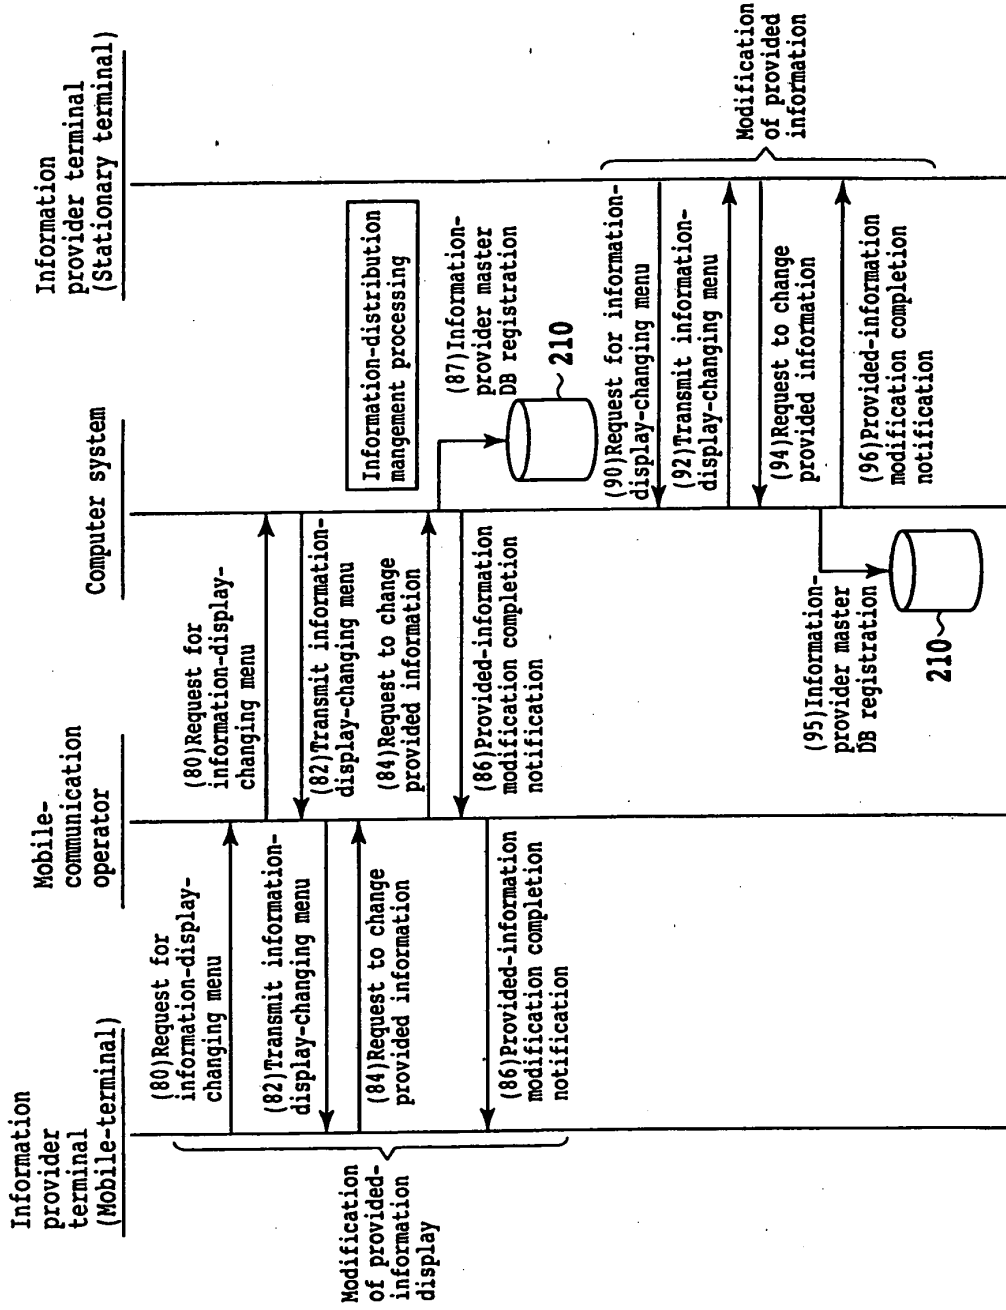 Information
provider
terminal
(Mobile-terminal)
Mobile-
communication
operator
Computer system
Information
provider terminal
(Stationary terminal)
(80)Request for
information-display-
changing menu
(80)Request for
information-display-
changing menu
Information-distribution
mangement processing
(82)Transmit information-
display-changing menu
(82)Transmit information-
display-changing menu
Modification
of provided-
information
display
(84)Request to change
provided information
(84)Request to change
provided information
(87)Information-
provider master
DB registration
210
(86)Provided-information
modification completion
notification
(86)Provided-information
modification completion
notification
(90)Request for information-
display-changing menu
(92)Transmit information-
display-changing menu
Modification
of provided
information
(94)Request to change
provided information
(95)Information-
provider master
DB registration
210
(96)Provided-information
modification completion
notification